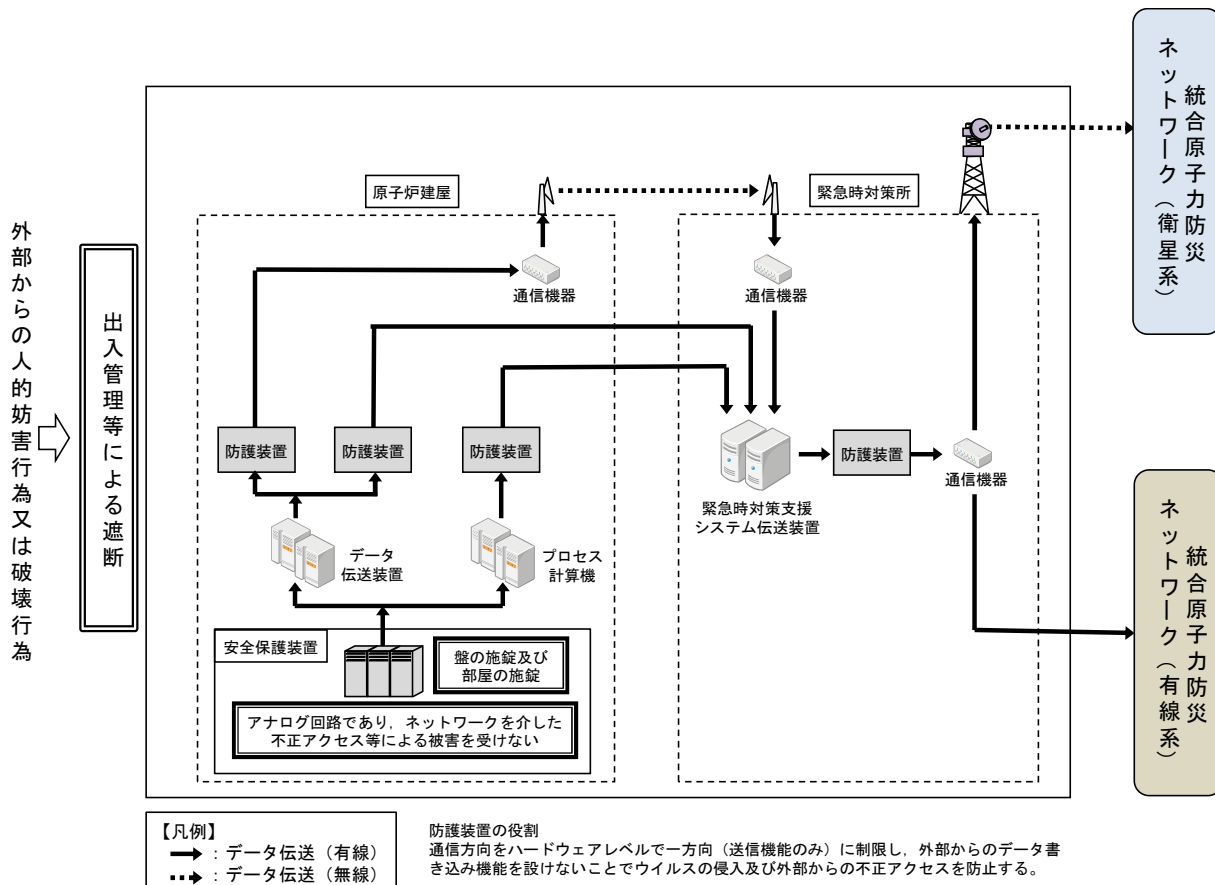 外部からの人的妨害行為又は破壊行為
出入管理等による遮断
原子炉建屋
緊急時対策所
通信機器
通信機器
防護装置
防護装置
防護装置
防護装置
通信機器
データ
伝送装置
プロセス
計算機
緊急時対策支援
システム伝送装置
安全保護装置
盤の施錠及び
部屋の施錠
アナログ回路であり，ネットワークを介した
不正アクセス等による被害を受けない
統合原子力防災
ネットワーク（衛星系）
統合原子力防災
ネットワーク（有線系）
【凡例】
：データ伝送（有線）
：データ伝送（無線）
防護装置の役割
通信方向をハードウェアレベルで一方向（送信機能のみ）に制限し，外部からのデータ書
き込み機能を設けないことでウイルスの侵入及び外部からの不正アクセスを防止する。